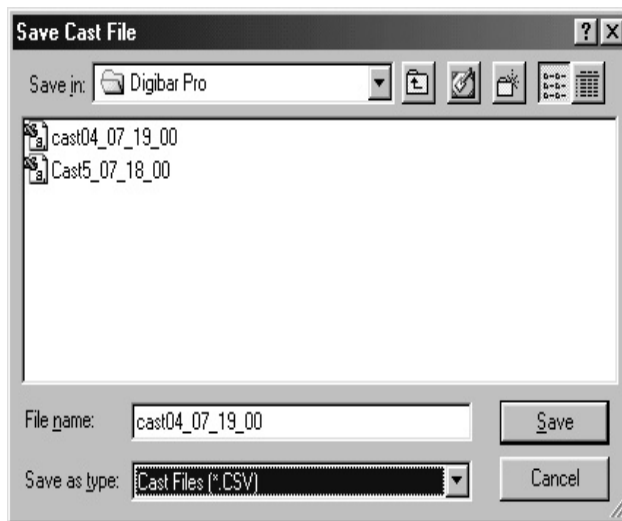 Save Cast File
Save in: Digibar Pro
cast04_07_19_00
Cast5_07_18_00
File name: cast04_07_19_00 Save
Save as type: Cast Files (*.CSV) Cancel